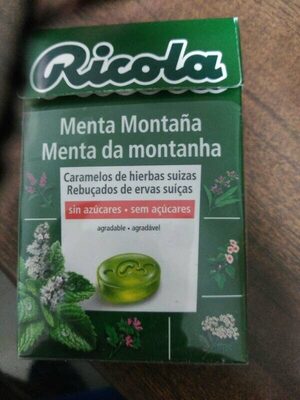 Ricola
Menta Montaña
Menta da montanha
Caramelos de hierbas suizas
Rebuçados de ervas suiças
sin azúcares • sem açúcares
agradable • agradável